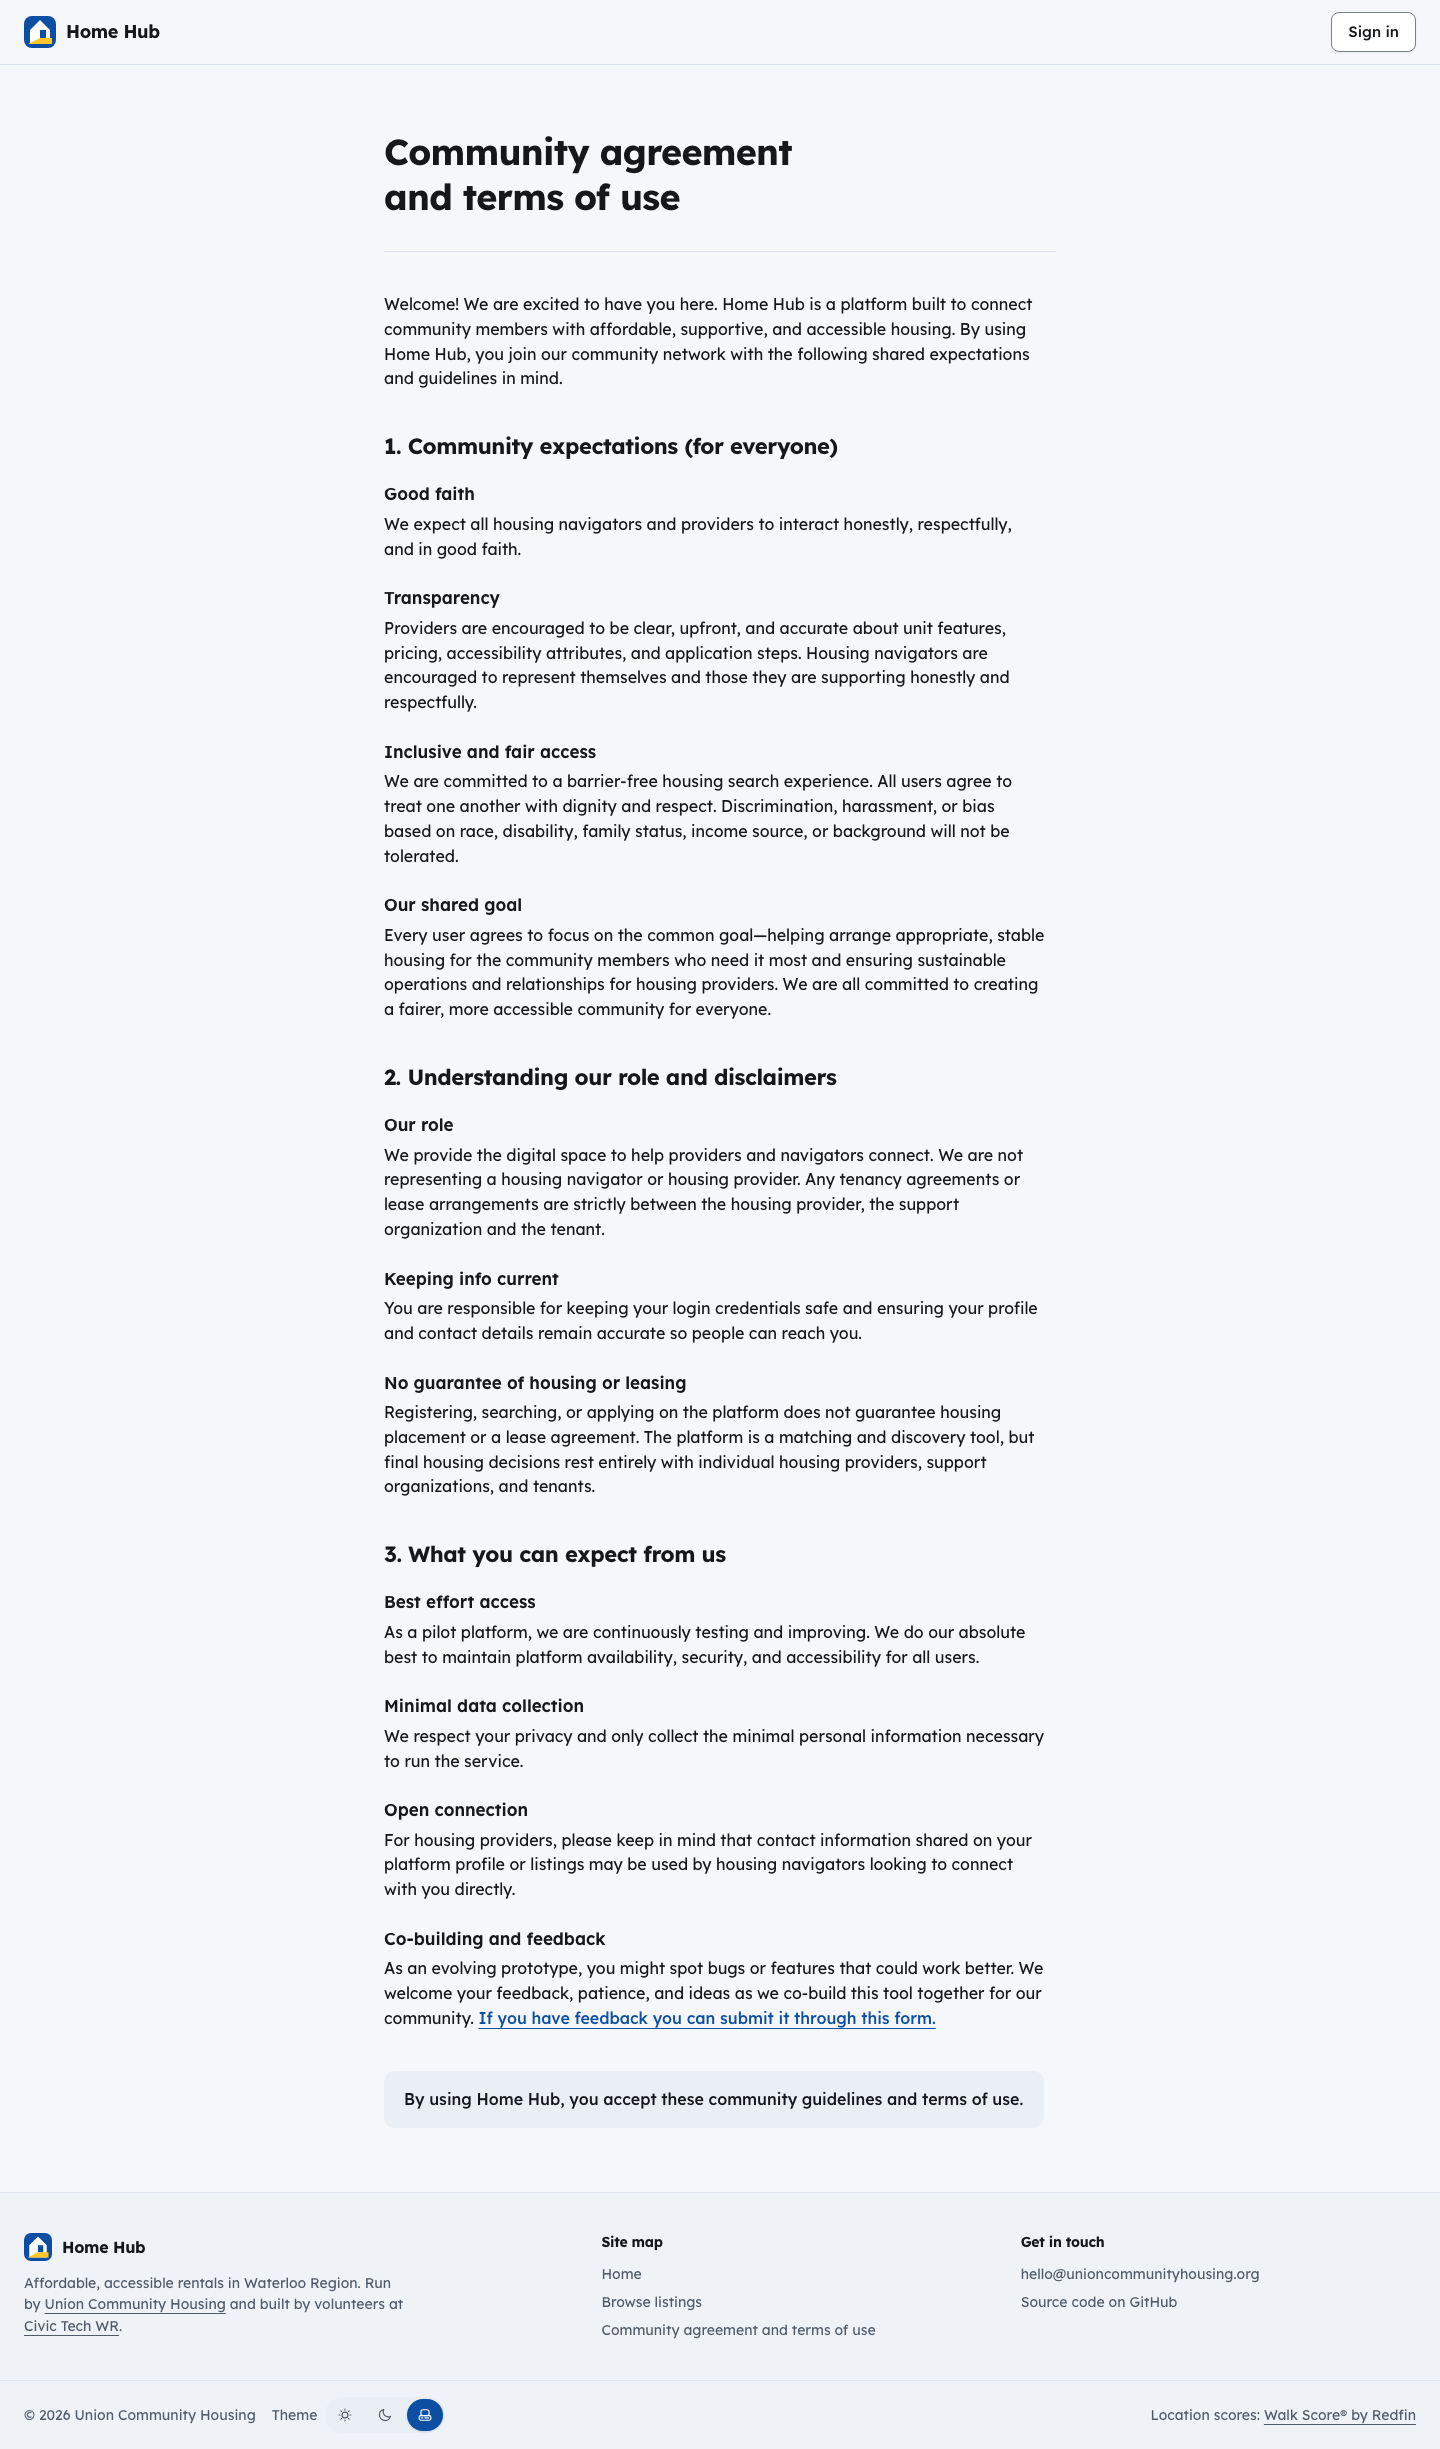 Home Hub
Sign in
Community agreement
and terms of use
Welcome! We are excited to have you here. Home Hub is a platform built to connect
community members with affordable, supportive, and accessible housing. By using
Home Hub, you join our community network with the following shared expectations
and guidelines in mind.
1. Community expectations (for everyone)
Good faith
We expect all housing navigators and providers to interact honestly, respectfully,
and in good faith.
Transparency
Providers are encouraged to be clear, upfront, and accurate about unit features,
pricing, accessibility attributes, and application steps. Housing navigators are
encouraged to represent themselves and those they are supporting honestly and
respectfully.
Inclusive and fair access
We are committed to a barrier-free housing search experience. All users agree to
treat one another with dignity and respect. Discrimination, harassment, or bias
based on race, disability, family status, income source, or background will not be
tolerated.
Our shared goal
Every user agrees to focus on the common goal—helping arrange appropriate, stable
housing for the community members who need it most and ensuring sustainable
operations and relationships for housing providers. We are all committed to creating
a fairer, more accessible community for everyone.
2. Understanding our role and disclaimers
Our role
We provide the digital space to help providers and navigators connect. We are not
representing a housing navigator or housing provider. Any tenancy agreements or
lease arrangements are strictly between the housing provider, the support
organization and the tenant.
Keeping info current
You are responsible for keeping your login credentials safe and ensuring your profile
and contact details remain accurate so people can reach you.
No guarantee of housing or leasing
Registering, searching, or applying on the platform does not guarantee housing
placement or a lease agreement. The platform is a matching and discovery tool, but
final housing decisions rest entirely with individual housing providers, support
organizations, and tenants.
3. What you can expect from us
Best effort access
As a pilot platform, we are continuously testing and improving. We do our absolute
best to maintain platform availability, security, and accessibility for all users.
Minimal data collection
We respect your privacy and only collect the minimal personal information necessary
to run the service.
Open connection
For housing providers, please keep in mind that contact information shared on your
platform profile or listings may be used by housing navigators looking to connect
with you directly.
Co-building and feedback
As an evolving prototype, you might spot bugs or features that could work better. We
welcome your feedback, patience, and ideas as we co-build this tool together for our
community. If you have feedback you can submit it through this form.
By using Home Hub, you accept these community guidelines and terms of use.
Home Hub
Affordable, accessible rentals in Waterloo Region. Run
by Union Community Housing and built by volunteers at
Civic Tech WR.
Site map
Home
Browse listings
Community agreement and terms of use
Get in touch
hello@unioncommunityhousing.org
Source code on GitHub
© 2026 Union Community Housing
Theme
Location scores: Walk Score® by Redfin